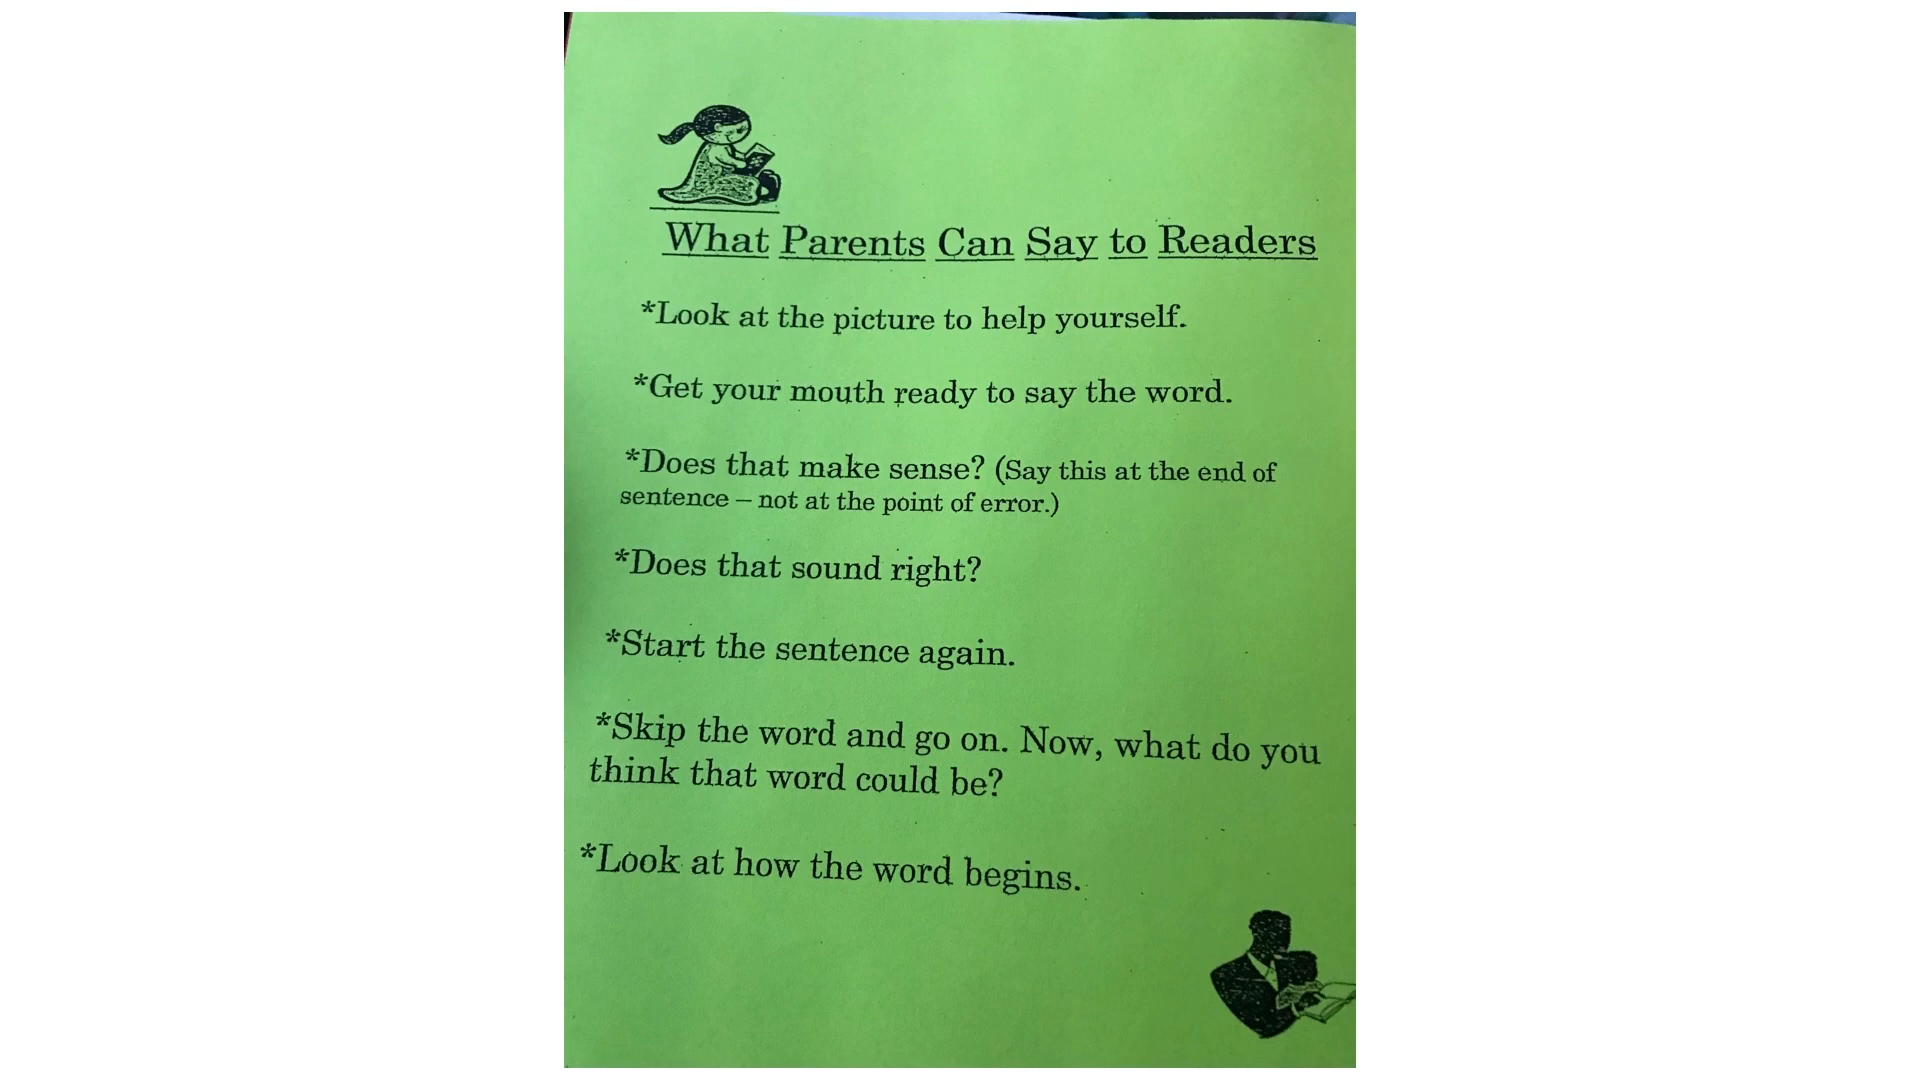 What Parents Can Say to Readers
*Look at the picture to help yourself.
*Get your mouth ready to say the word.
*Does that make sense? (Say this at the end of
sentence – not at the point of error.)
*Does that sound right?
*Start the sentence again.
*Skip the word and go on. Now, what do you
think that word could be?
*Look at how the word begins.